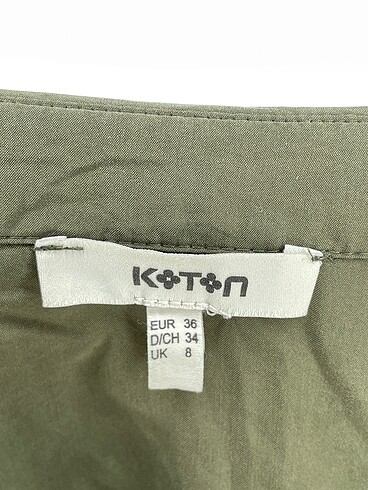 KOTON
EUR 36
D/CH 34
UK 8